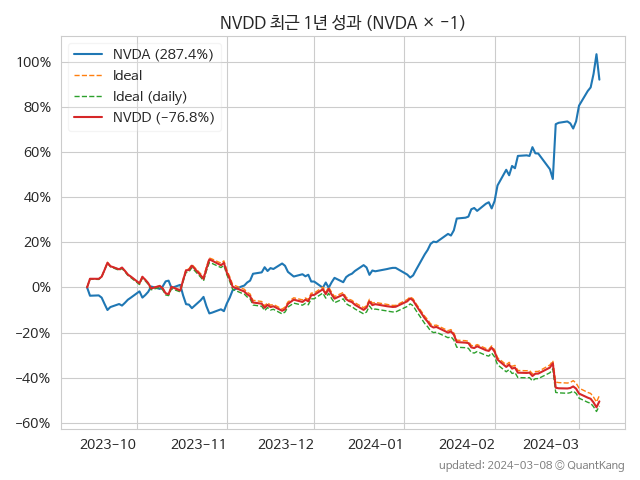 NVDD 최근 1년 성과 (NVDA × −1)
NVDA (287.4%)
Ideal
Ideal (daily)
NVDD (−76.8%)
100%
80%
60%
40%
20%
0%
−20%
−40%
−60%
2023−10 2023−11 2023−12 2024−01 2024−02 2024−03
updated: 2024-03-08 © QuantKang